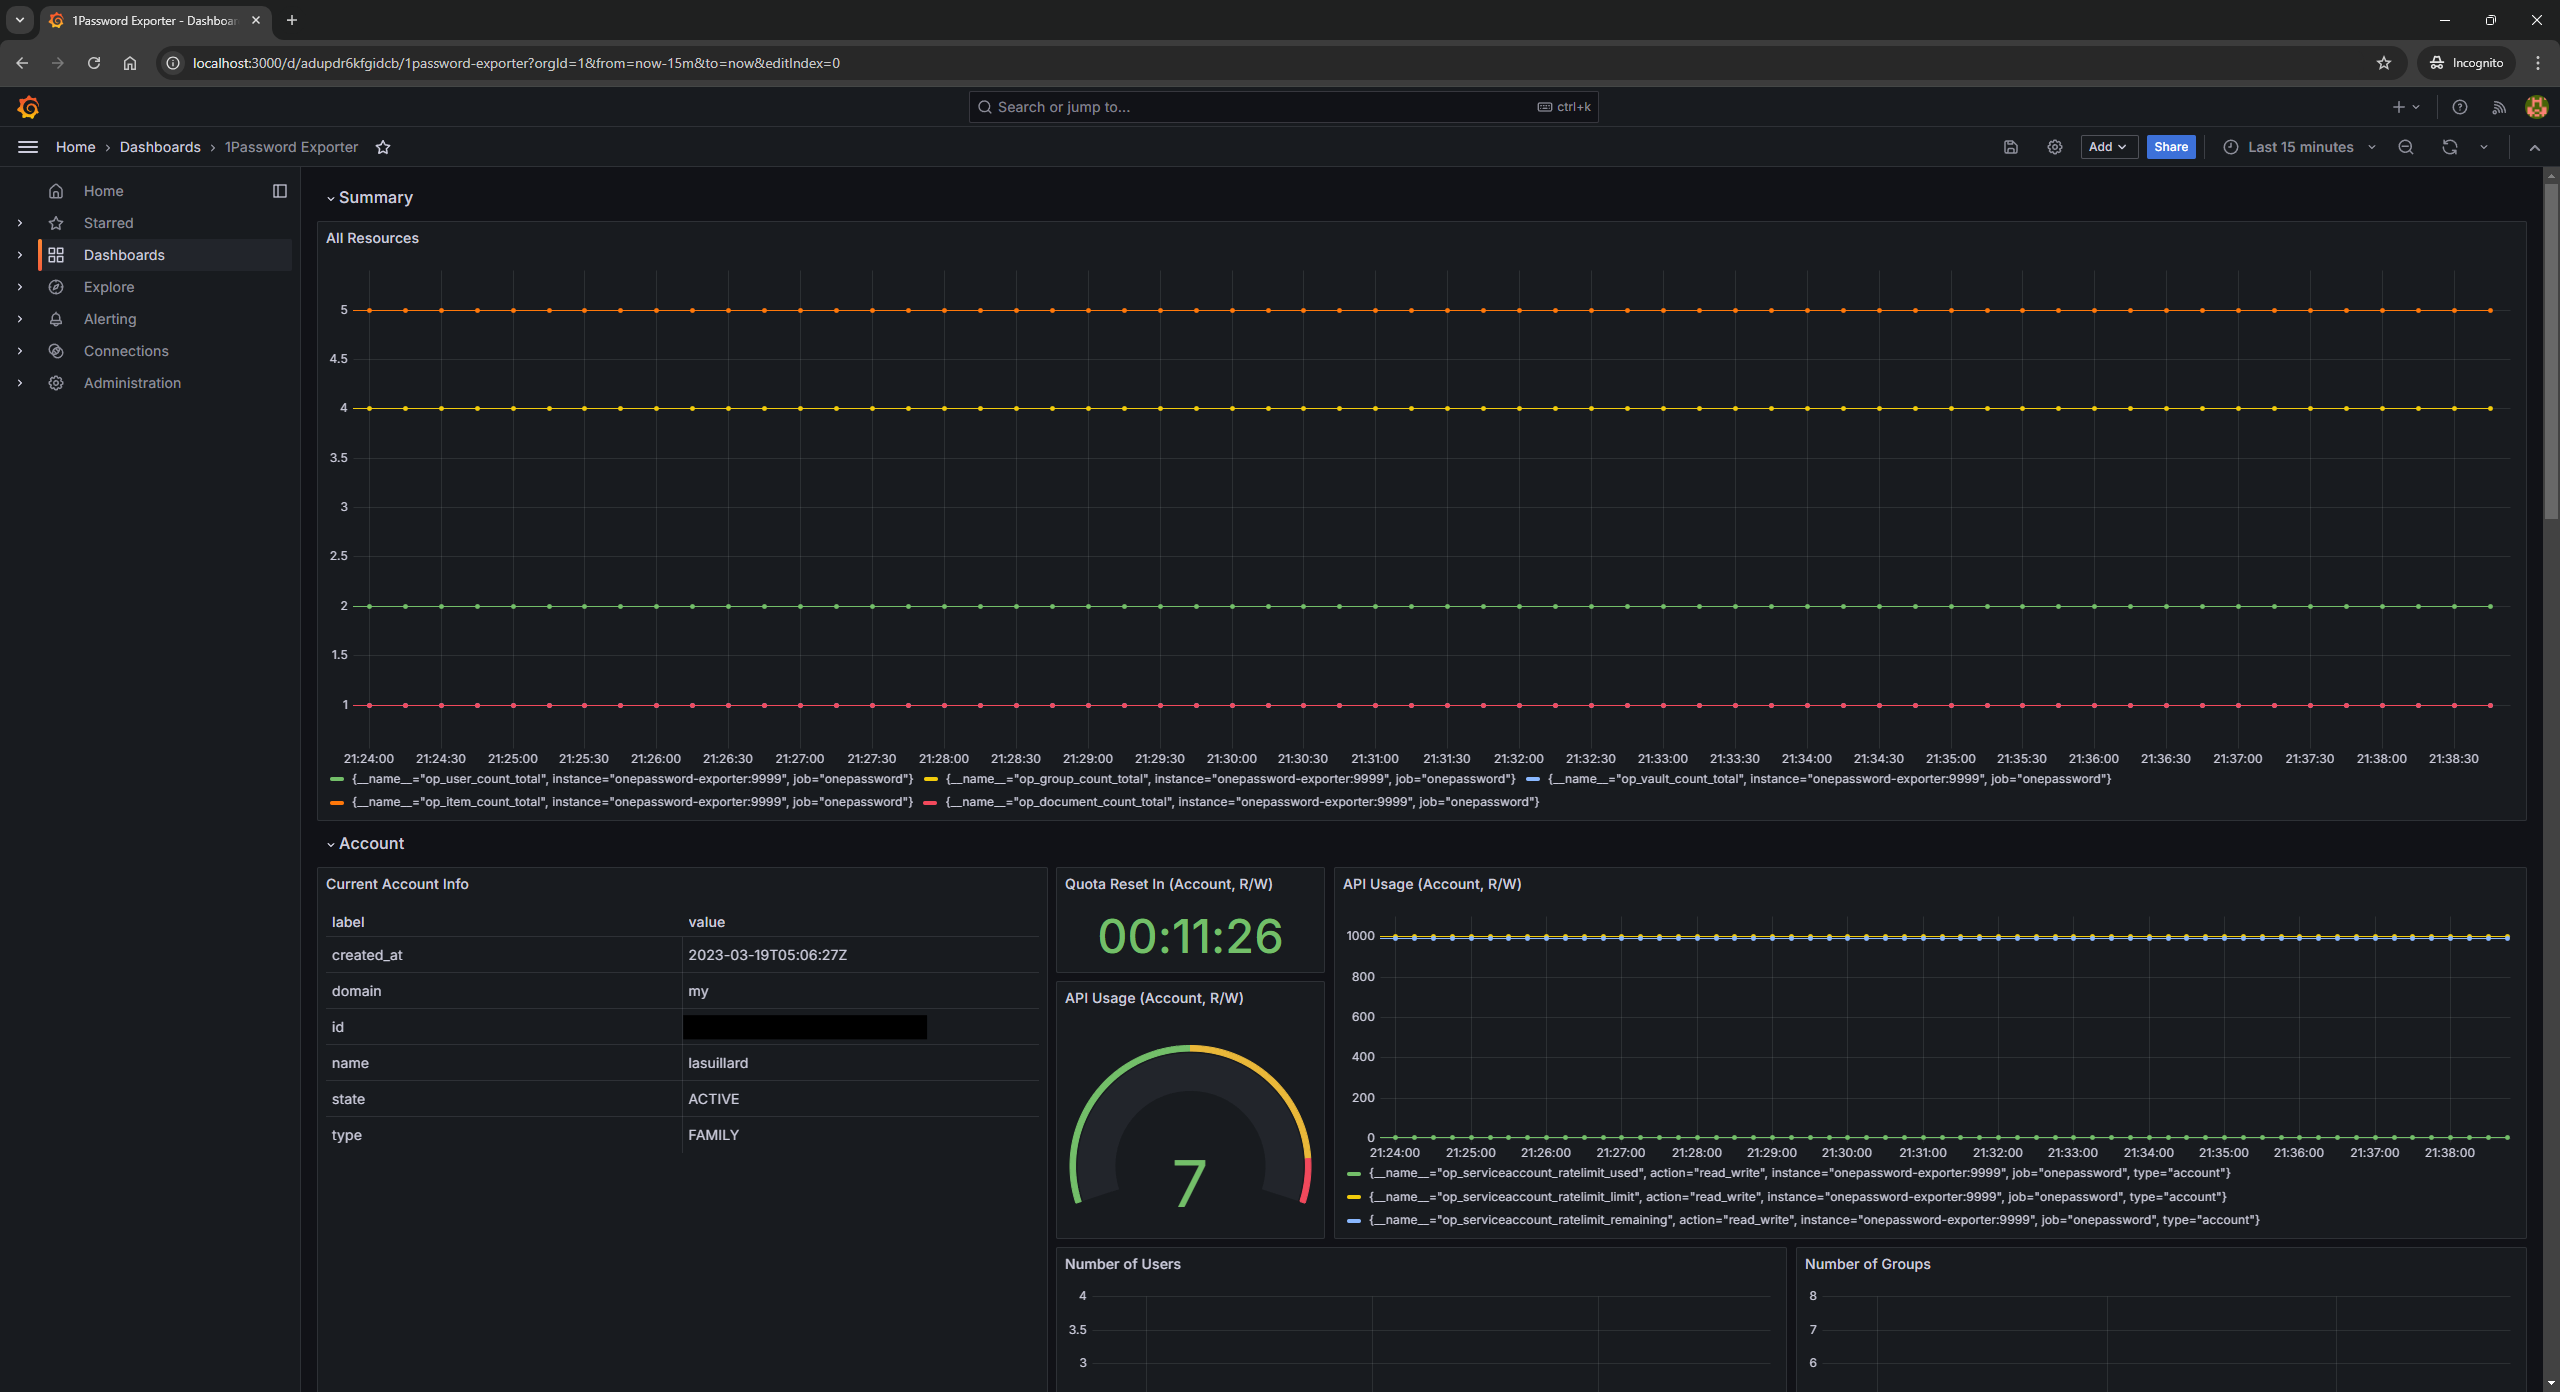 1Password Exporter - Dashboar
localhost:3000/d/adupdr6kfgidcb/1password-exporter?orgId=1&from=now-15m&to=now&editIndex=0
Incognito
Search or jump to...
ctrl+k
Home › Dashboards › 1Password Exporter
Add
Share
Last 15 minutes
Home
Starred
Dashboards
Explore
Alerting
Connections
Administration
Summary
All Resources
5
4.5
4
3.5
3
2.5
2
1.5
1
21:24:00 21:24:30 21:25:00 21:25:30 21:26:00 21:26:30 21:27:00 21:27:30 21:28:00 21:28:30 21:29:00 21:29:30 21:30:00 21:30:30 21:31:00 21:31:30 21:32:00 21:32:30 21:33:00 21:33:30 21:34:00 21:34:30 21:35:00 21:35:30 21:36:00 21:36:30 21:37:00 21:37:30 21:38:00 21:38:30
{__name__="op_user_count_total", instance="onepassword-exporter:9999", job="onepassword"} {__name__="op_group_count_total", instance="onepassword-exporter:9999", job="onepassword"} {__name__="op_vault_count_total", instance="onepassword-exporter:9999", job="onepassword"}
{__name__="op_item_count_total", instance="onepassword-exporter:9999", job="onepassword"} {__name__="op_document_count_total", instance="onepassword-exporter:9999", job="onepassword"}
Account
Current Account Info
label value
created_at 2023-03-19T05:06:27Z
domain my
id
name lasuillard
state ACTIVE
type FAMILY
Quota Reset In (Account, R/W)
00:11:26
API Usage (Account, R/W)
7
API Usage (Account, R/W)
1000
800
600
400
200
0
21:24:00 21:25:00 21:26:00 21:27:00 21:28:00 21:29:00 21:30:00 21:31:00 21:32:00 21:33:00 21:34:00 21:35:00 21:36:00 21:37:00 21:38:00
{__name__="op_serviceaccount_ratelimit_used", action="read_write", instance="onepassword-exporter:9999", job="onepassword", type="account"}
{__name__="op_serviceaccount_ratelimit_limit", action="read_write", instance="onepassword-exporter:9999", job="onepassword", type="account"}
{__name__="op_serviceaccount_ratelimit_remaining", action="read_write", instance="onepassword-exporter:9999", job="onepassword", type="account"}
Number of Users
4
3.5
3
Number of Groups
8
7
6